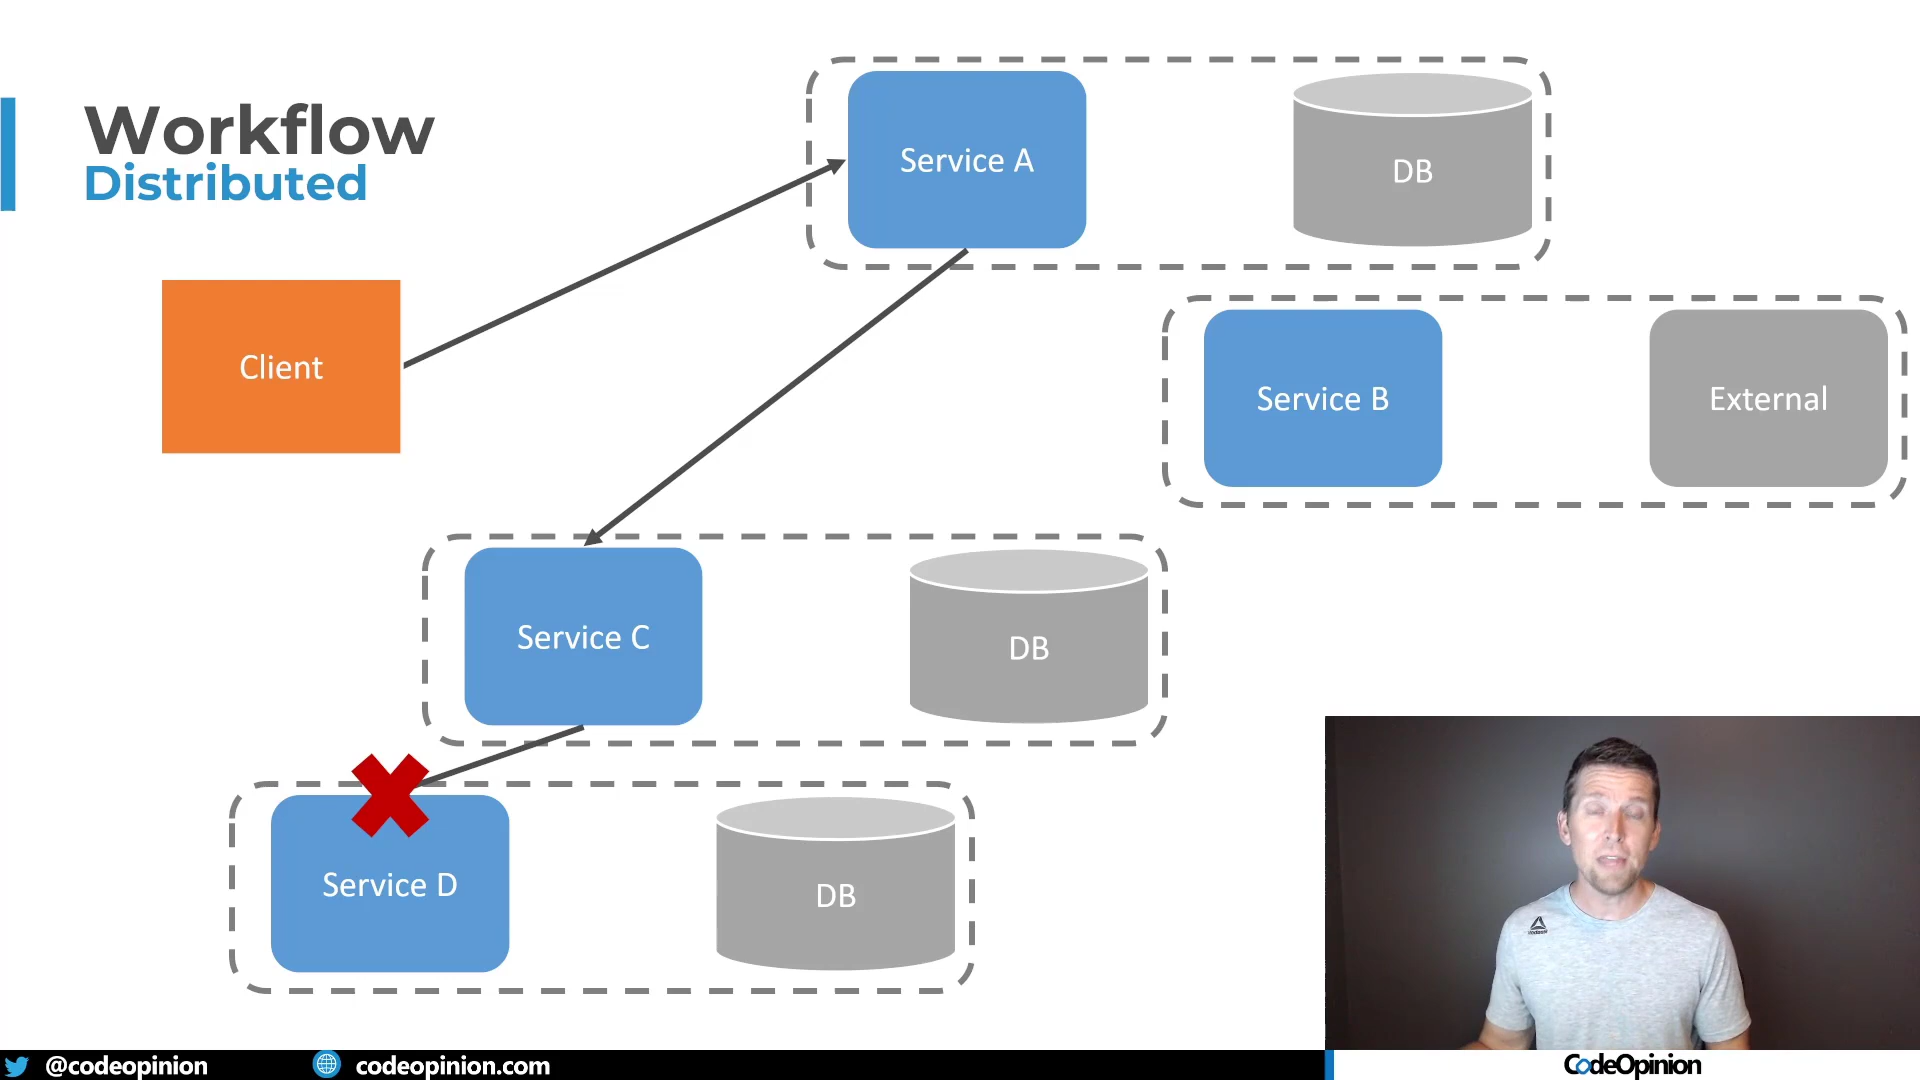 Workflow
Distributed
Service A
DB
Client
Service B
External
Service C
DB
Service D
DB
@codeopinion
codeopinion.com
CodeOpinion